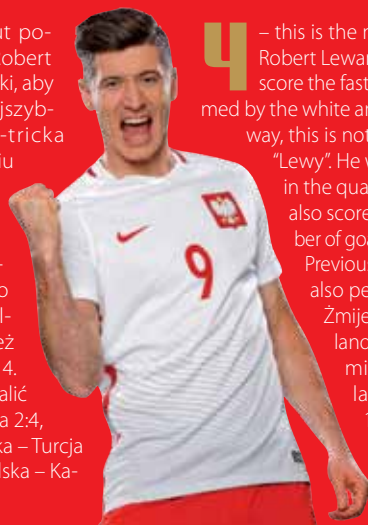 ut po-
obert
ki, aby
jszyb-
-tricka
iu
-
o
l-
eż
4.
alić
a 2:4,
ka – Turcja
lska – Ka-
9
4 – this is the
Robert Lewar
score the fast
med by the white an
way, this is not
“Lewy”. He
in the qua
also score
ber of goa
Previous
also pe
Żmije
land
mi
la